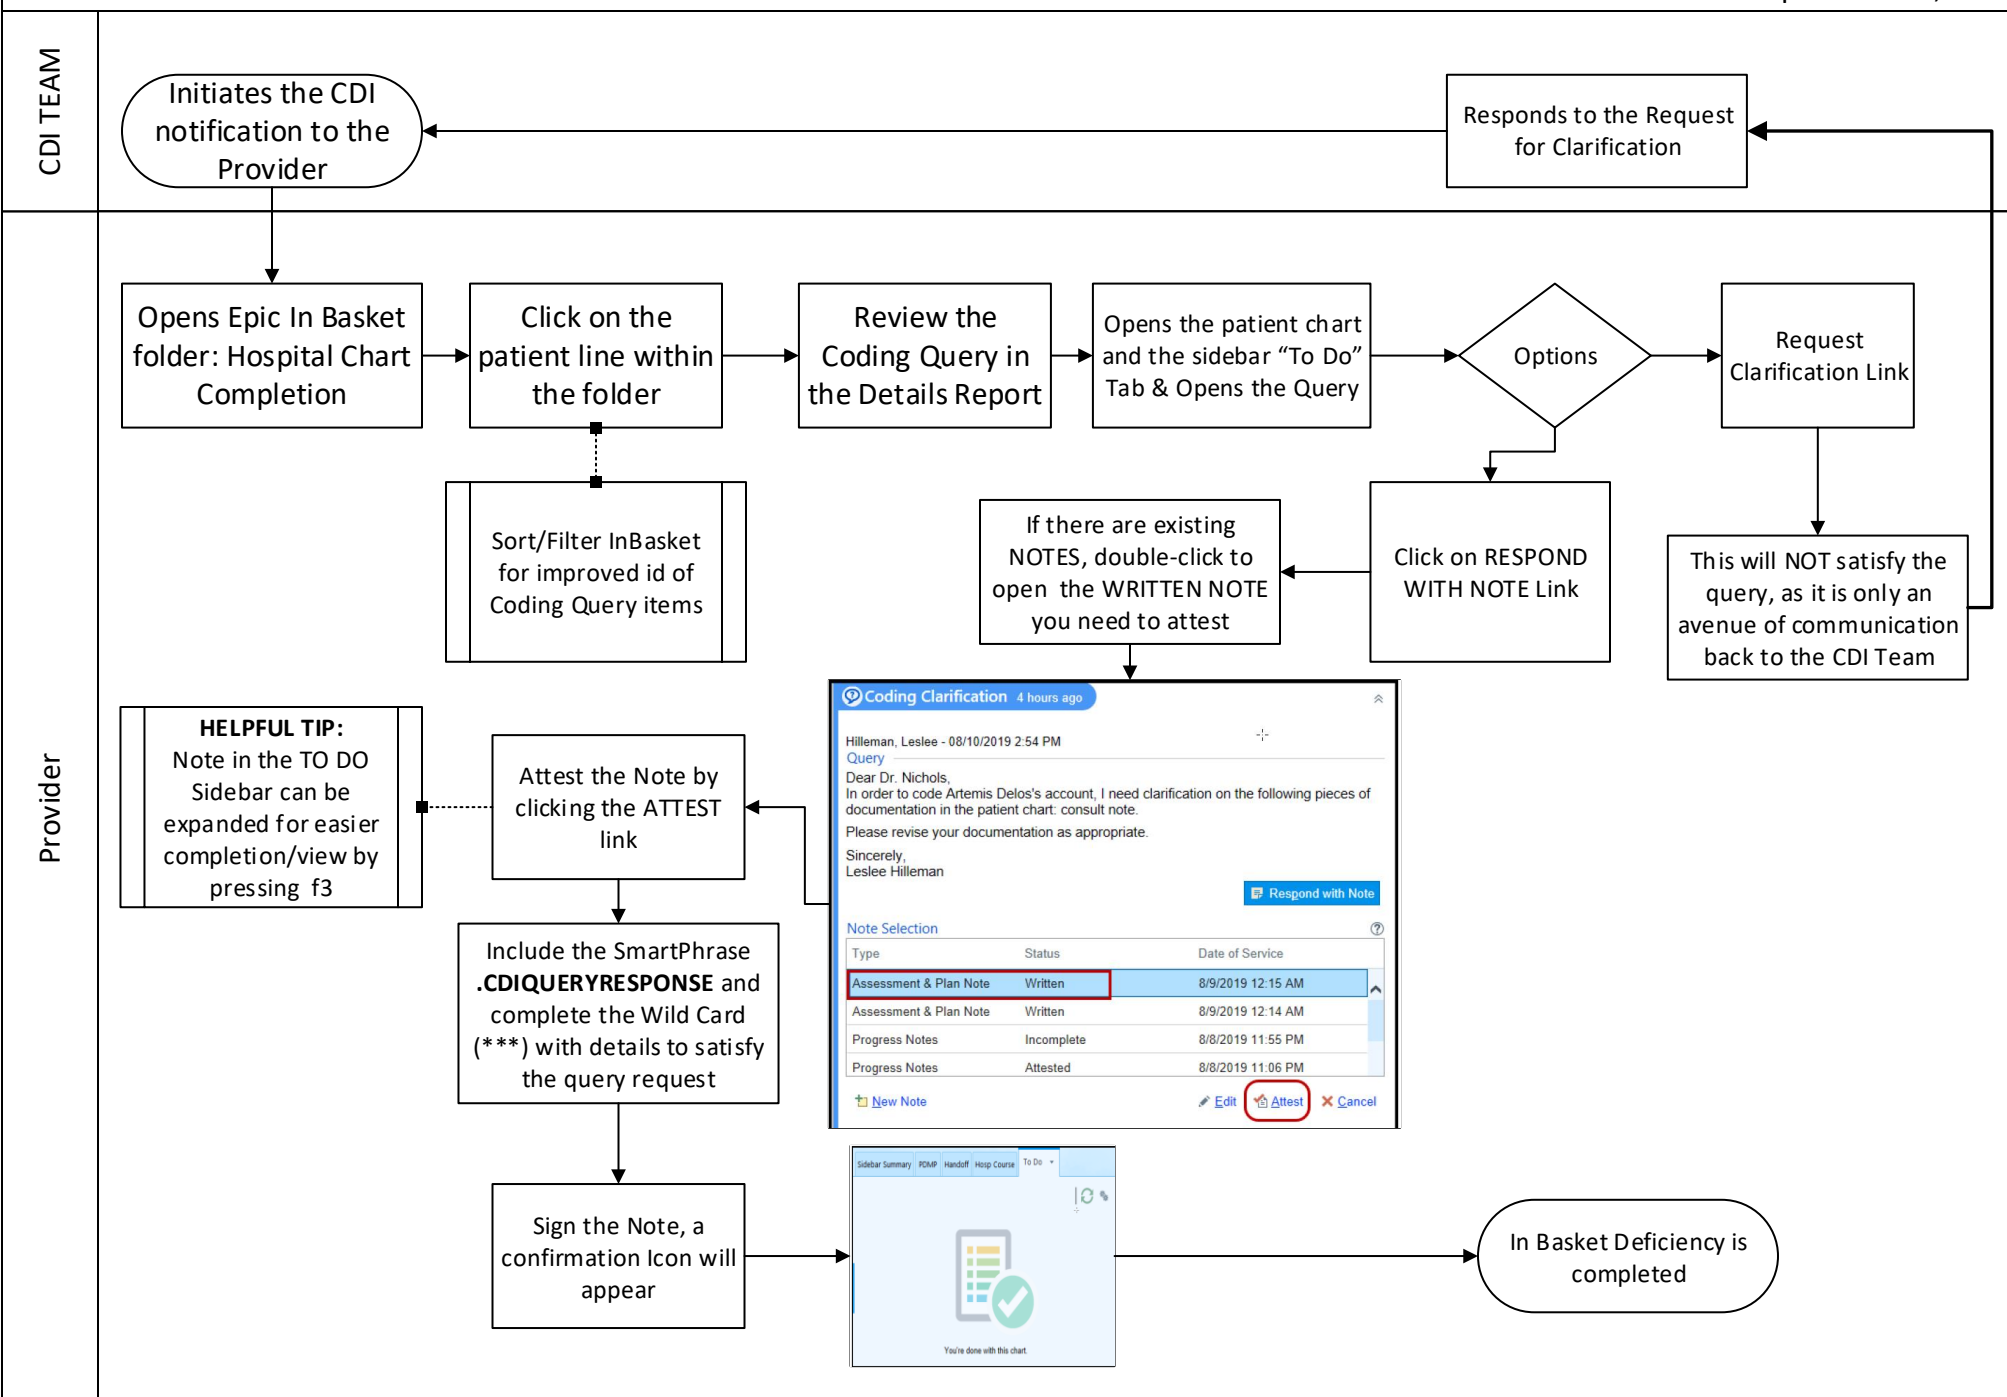 CDI TEAM
Initiates the CDI
notification to the
Provider
Responds to the Request
for Clarification
Provider
Opens Epic In Basket
folder: Hospital Chart
Completion
Click on the
patient line within
the folder
Review the
Coding Query in
the Details Report
Opens the patient chart
and the sidebar “To Do”
Tab & Opens the Query
Options
Request
Clarification Link
Sort/Filter InBasket
for improved id of
Coding Query items
If there are existing
NOTES, double-click to
open the WRITTEN NOTE
you need to attest
Click on RESPOND
WITH NOTE Link
This will NOT satisfy the
query, as it is only an
avenue of communication
back to the CDI Team
HELPFUL TIP:
Note in the TO DO
Sidebar can be
expanded for easier
completion/view by
pressing f3
Attest the Note by
clicking the ATTEST
link
Coding Clarification 4 hours ago
Hilleman, Leslee - 08/10/2019 2:54 PM
Query
Dear Dr. Nichols,
In order to code Artemis Delos's account, I need clarification on the following pieces of
documentation in the patient chart: consult note.
Please revise your documentation as appropriate.
Sincerely,
Leslee Hilleman
Respond with Note
Note Selection
Type Status Date of Service
Assessment & Plan Note Written 8/9/2019 12:15 AM
Assessment & Plan Note Written 8/9/2019 12:14 AM
Progress Notes Incomplete 8/8/2019 11:55 PM
Progress Notes Attested 8/8/2019 11:06 PM
New Note Edit Attest Cancel
Include the SmartPhrase
.CDIQUERYRESPONSE and
complete the Wild Card
(***) with details to satisfy
the query request
Sign the Note, a
confirmation Icon will
appear
Sidebar Summary PDMP Handoff Hosp Course To Do
You're done with this chart.
In Basket Deficiency is
completed